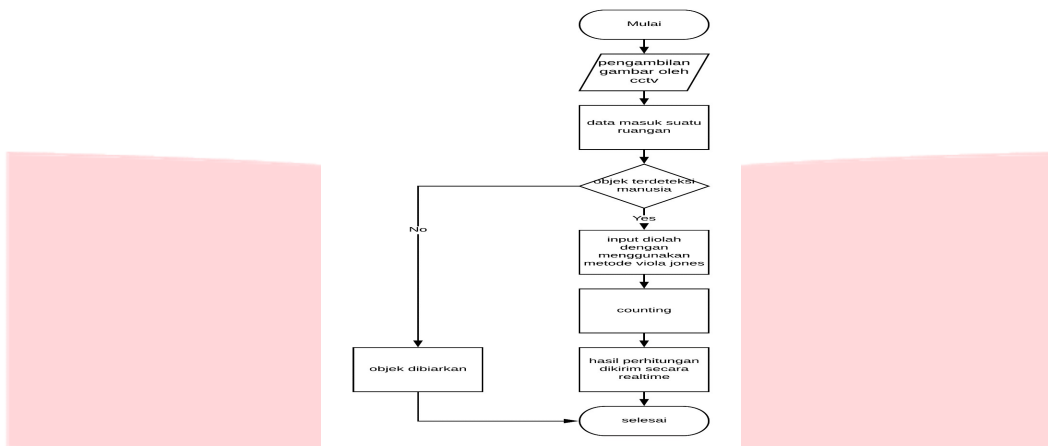 Mulai
pengambilan
gambar oleh
cctv
data masuk suatu
ruangan
objek terdeteksi
manusia
No
Yes
input diolah
dengan
menggunakan
metode viola jones
counting
objek dibiarkan
hasil perhitungan
dikirim secara
realtime
selesai